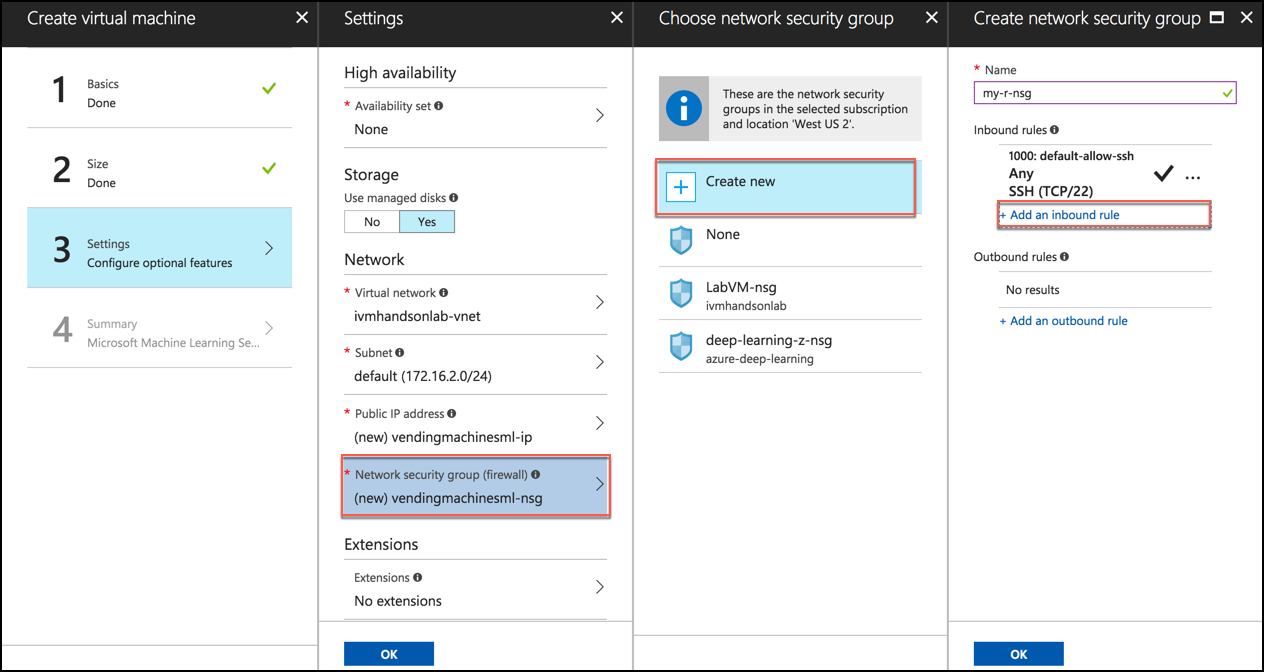 Create virtual machine
1
Basics
Done
2
Size
Done
3
Settings
Configure optional features
4
Summary
Microsoft Machine Learning Se...
Settings
High availability
* Availability set
None
Storage
Use managed disks
No Yes
Network
* Virtual network
ivmhandsonlab-vnet
* Subnet
default (172.16.2.0/24)
* Public IP address
(new) vendingmachinesml-ip
* Network security group (firewall)
(new) vendingmachinesml-nsg
Extensions
Extensions
No extensions
OK
Choose network security group
These are the network security
groups in the selected subscription
and location 'West US 2'.
Create new
None
LabVM-nsg
ivmhandsonlab
deep-learning-z-nsg
azure-deep-learning
Create network security group
* Name
my-r-nsg
Inbound rules
1000: default-allow-ssh
Any
SSH (TCP/22)
...
+ Add an inbound rule
Outbound rules
No results
+ Add an outbound rule
OK